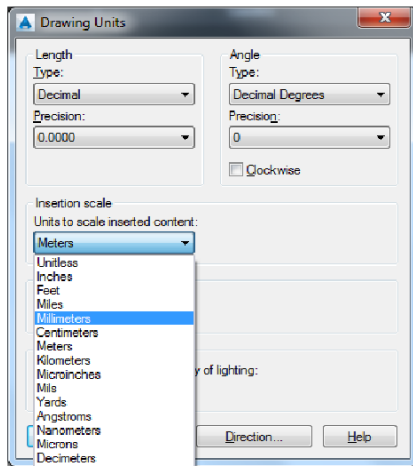 Drawing Units
Length
Type:
Decimal
Precision:
0.0000
Angle
Type:
Decimal Degrees
Precision:
0
Clockwise
Insertion scale
Units to scale inserted content:
Meters
Unitless
Inches
Feet
Miles
Millimeters
Centimeters
Meters
Kilometers
Microinches
Mils
Yards
Angstroms
Nanometers
Microns
Decimeters
y of lighting:
Direction...
Help